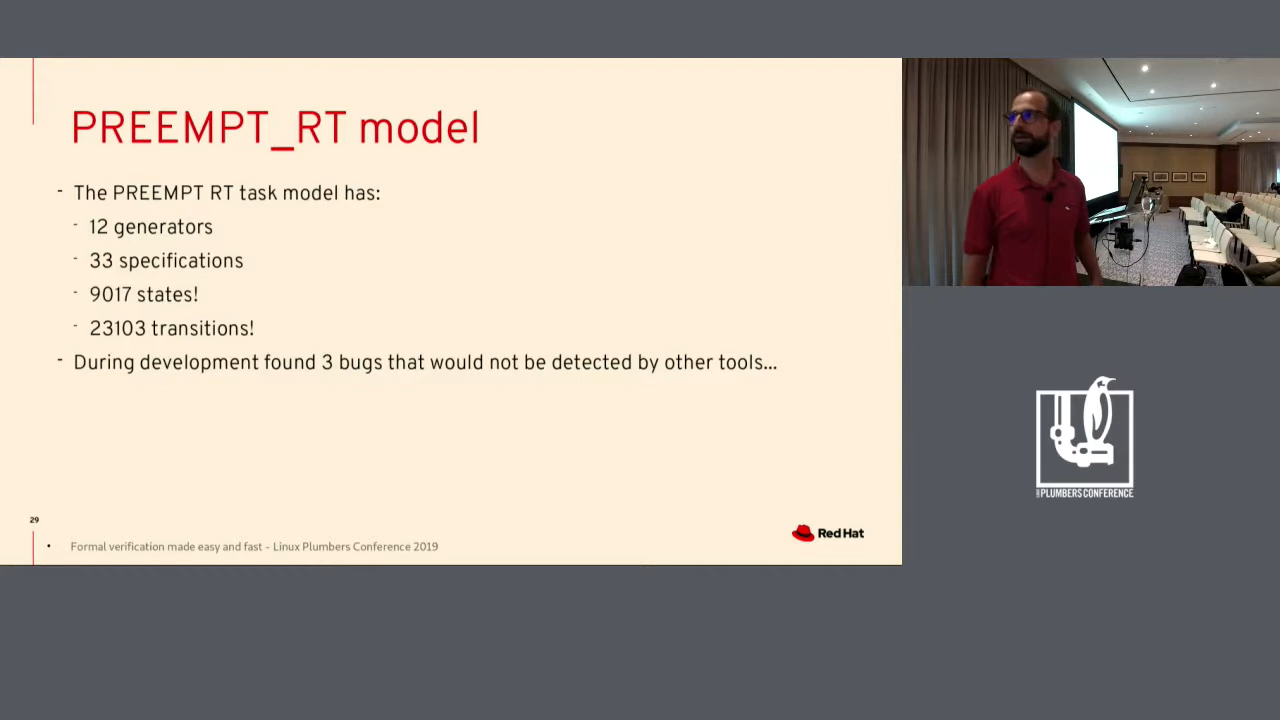 PREEMPT_RT model
- The PREEMPT RT task model has:
- 12 generators
- 33 specifications
- 9017 states!
- 23103 transitions!
- During development found 3 bugs that would not be detected by other tools...
29
• Formal verification made easy and fast - Linux Plumbers Conference 2019
Red Hat
PLUMBERS CONFERENCE